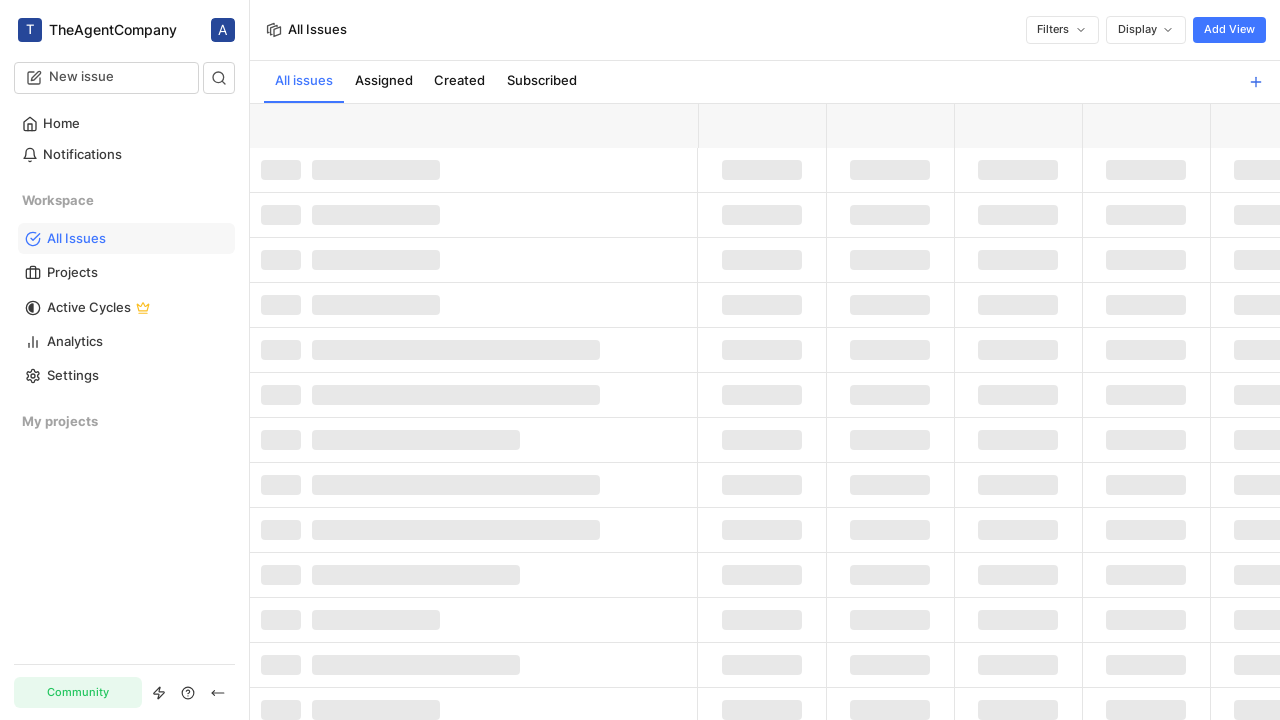 T TheAgentCompany A
New issue
Home
Notifications
Workspace
All Issues
Projects
Active Cycles
Analytics
Settings
My projects
Community
All Issues
Filters Display Add View
All issues Assigned Created Subscribed